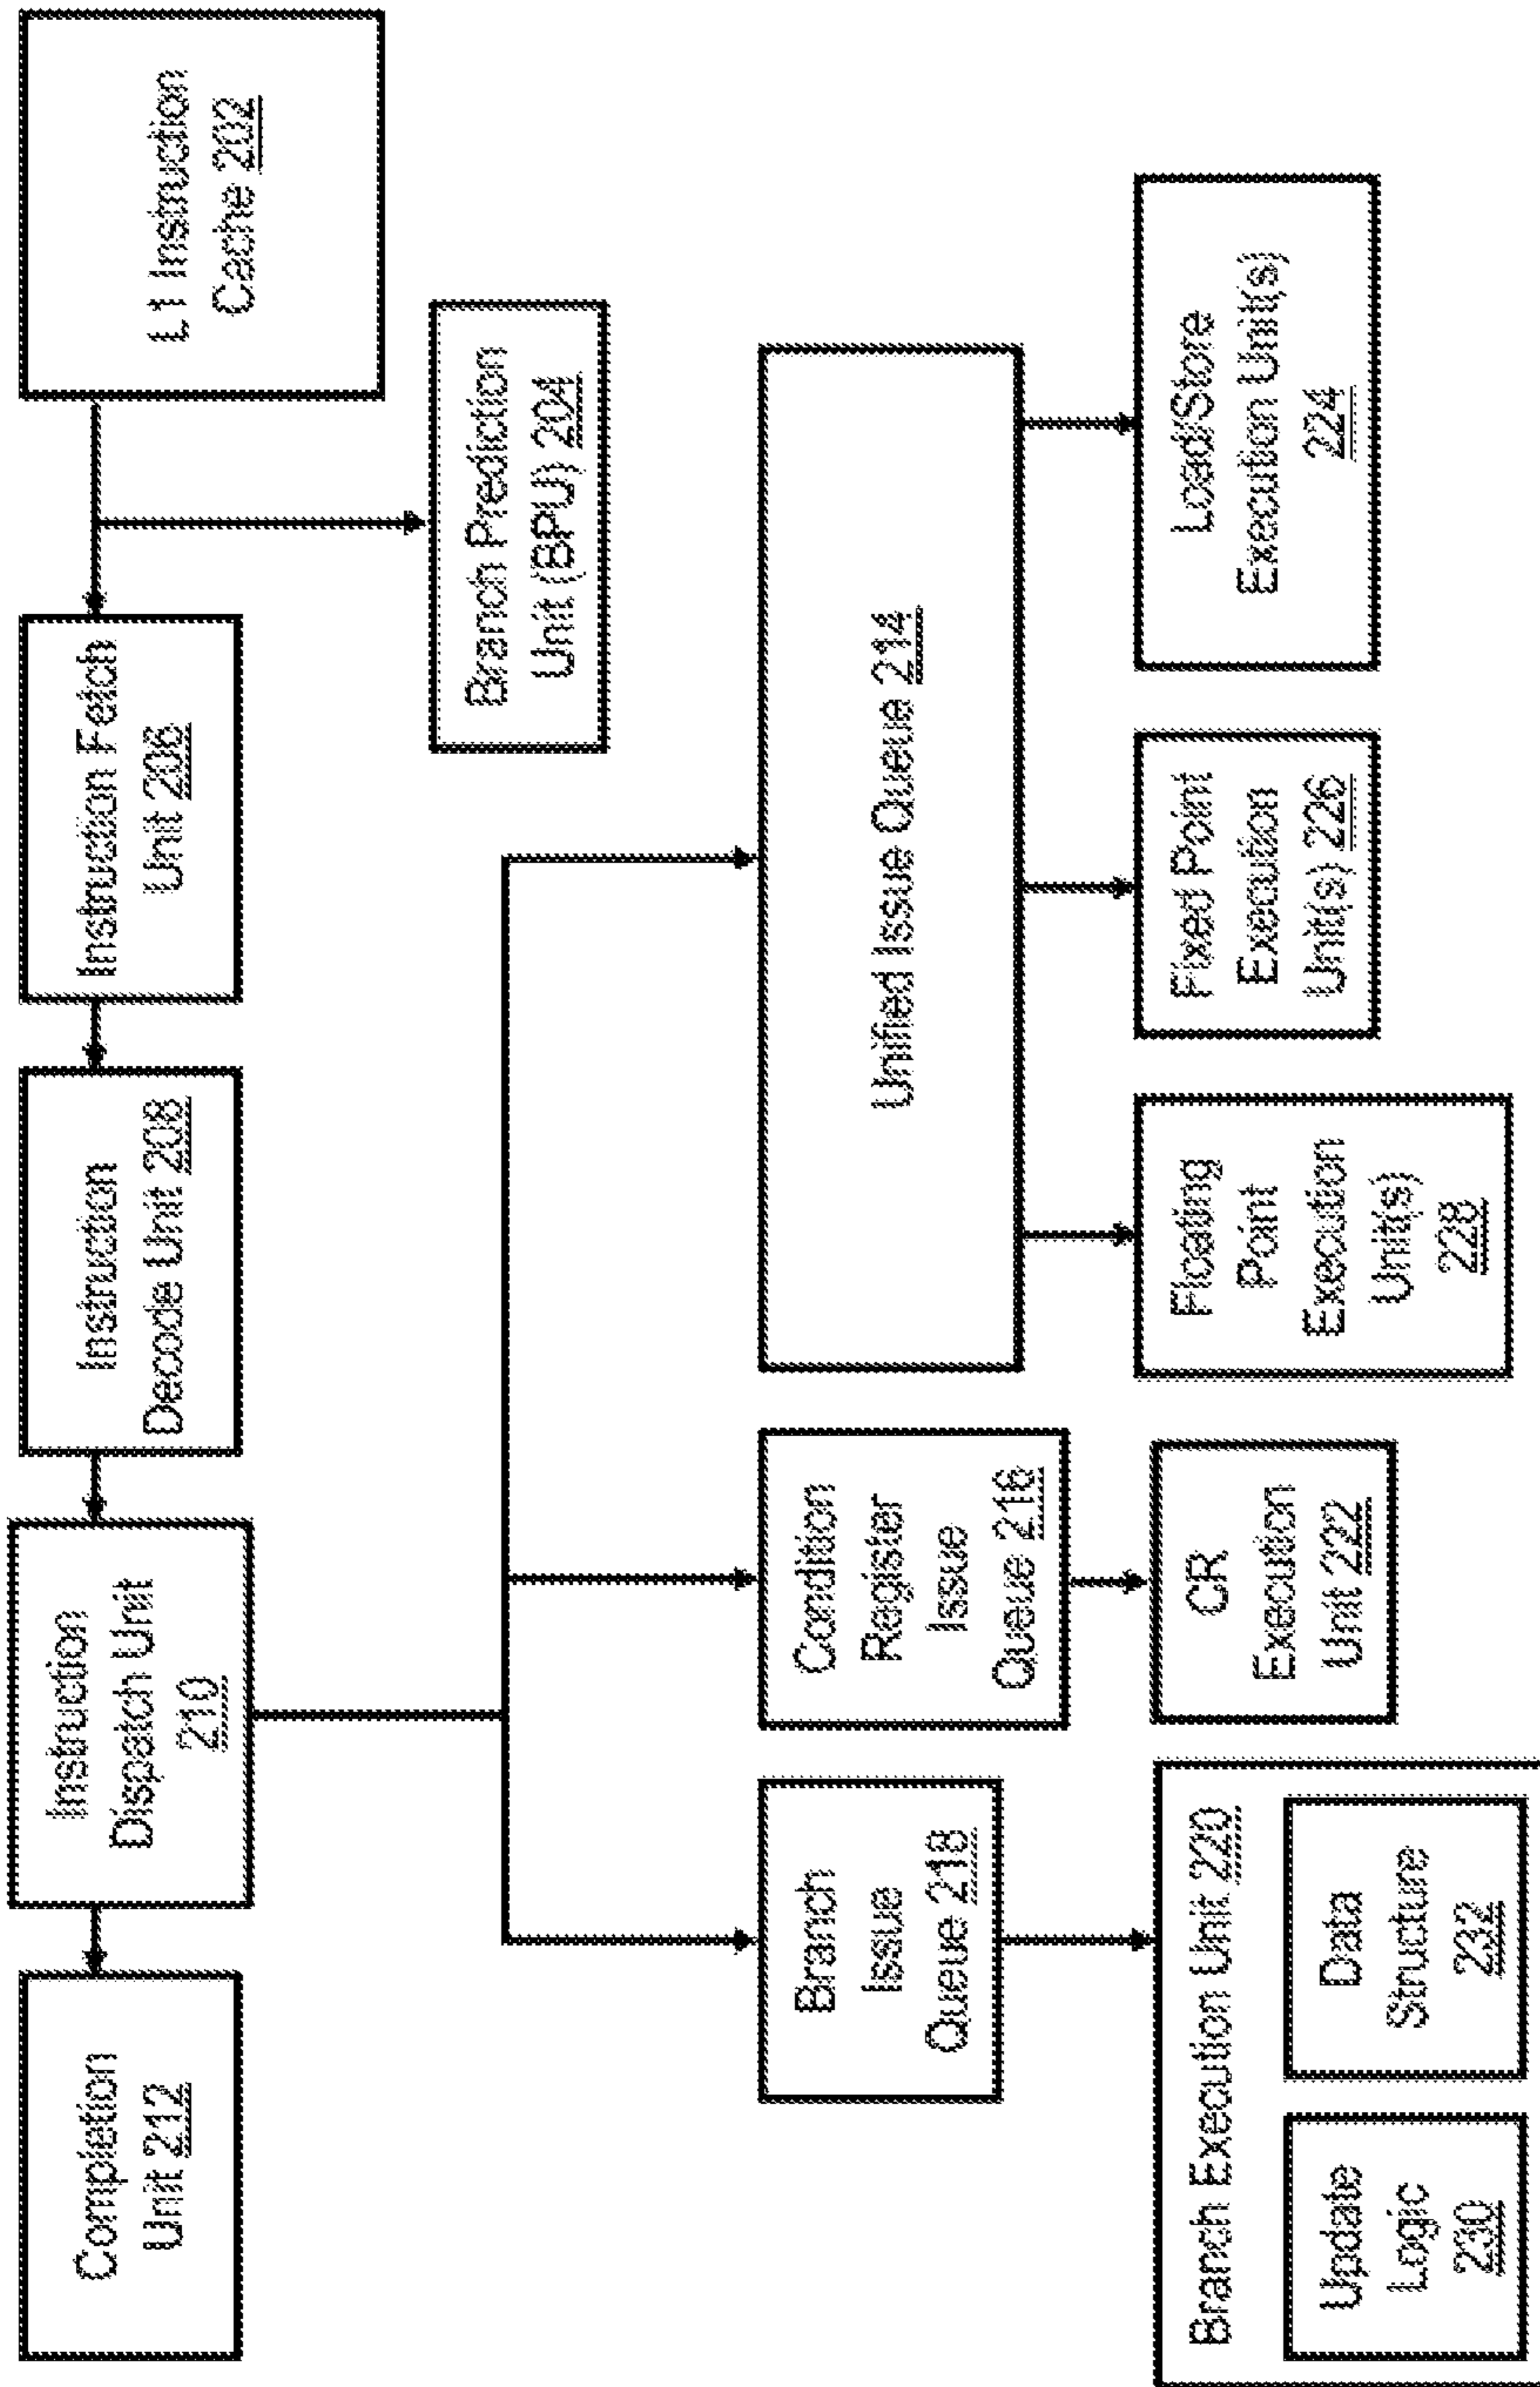 L1 Instruction
Cache 202
Branch Prediction
Unit (BPU) 204
Instruction Fetch
Unit 206
Instruction
Decode Unit 208
Instruction
Dispatch Unit
210
Completion
Unit 212
Unified Issue Queue 214
Condition
Register
Issue
Queue 216
Branch
Issue
Queue 218
Load/Store
Execution Unit(s)
224
Fixed Point
Execution
Unit(s) 226
Floating
Point
Execution
Unit(s)
228
CR
Execution
Unit 222
Branch Execution Unit 220
Update
Logic
230
Data
Structure
232